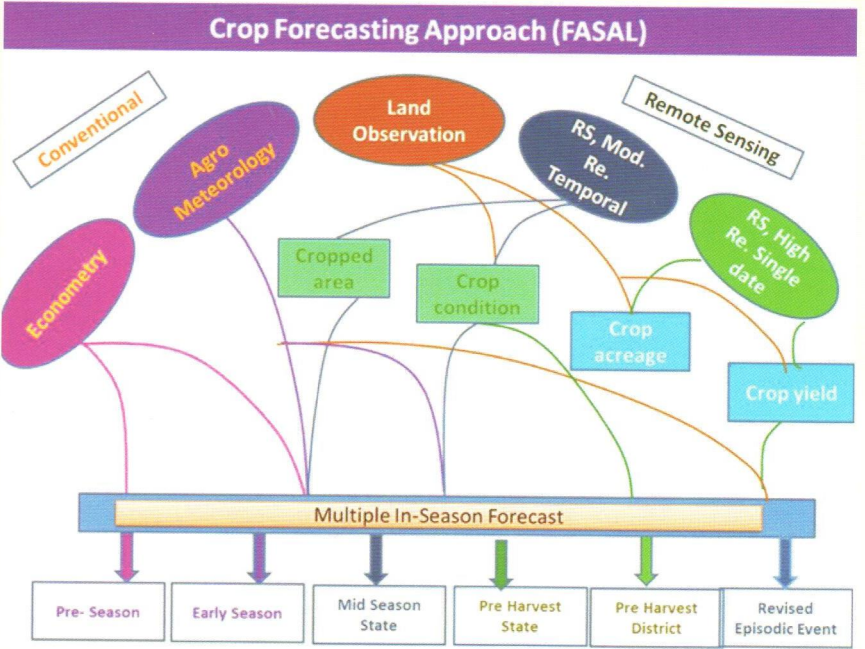 Crop Forecasting Approach (FASAL)
Conventional
Agro
Meteorology
Land
Observation
RS, Mod.
Re.
Temporal
Remote Sensing
Econometry
Cropped
area
Crop
condition
RS, High
Re. Single
date
Crop
acreage
Crop yield
Multiple In-Season Forecast
Pre- Season
Early Season
Mid Season
State
Pre Harvest
State
Pre Harvest
District
Revised
Episodic Event